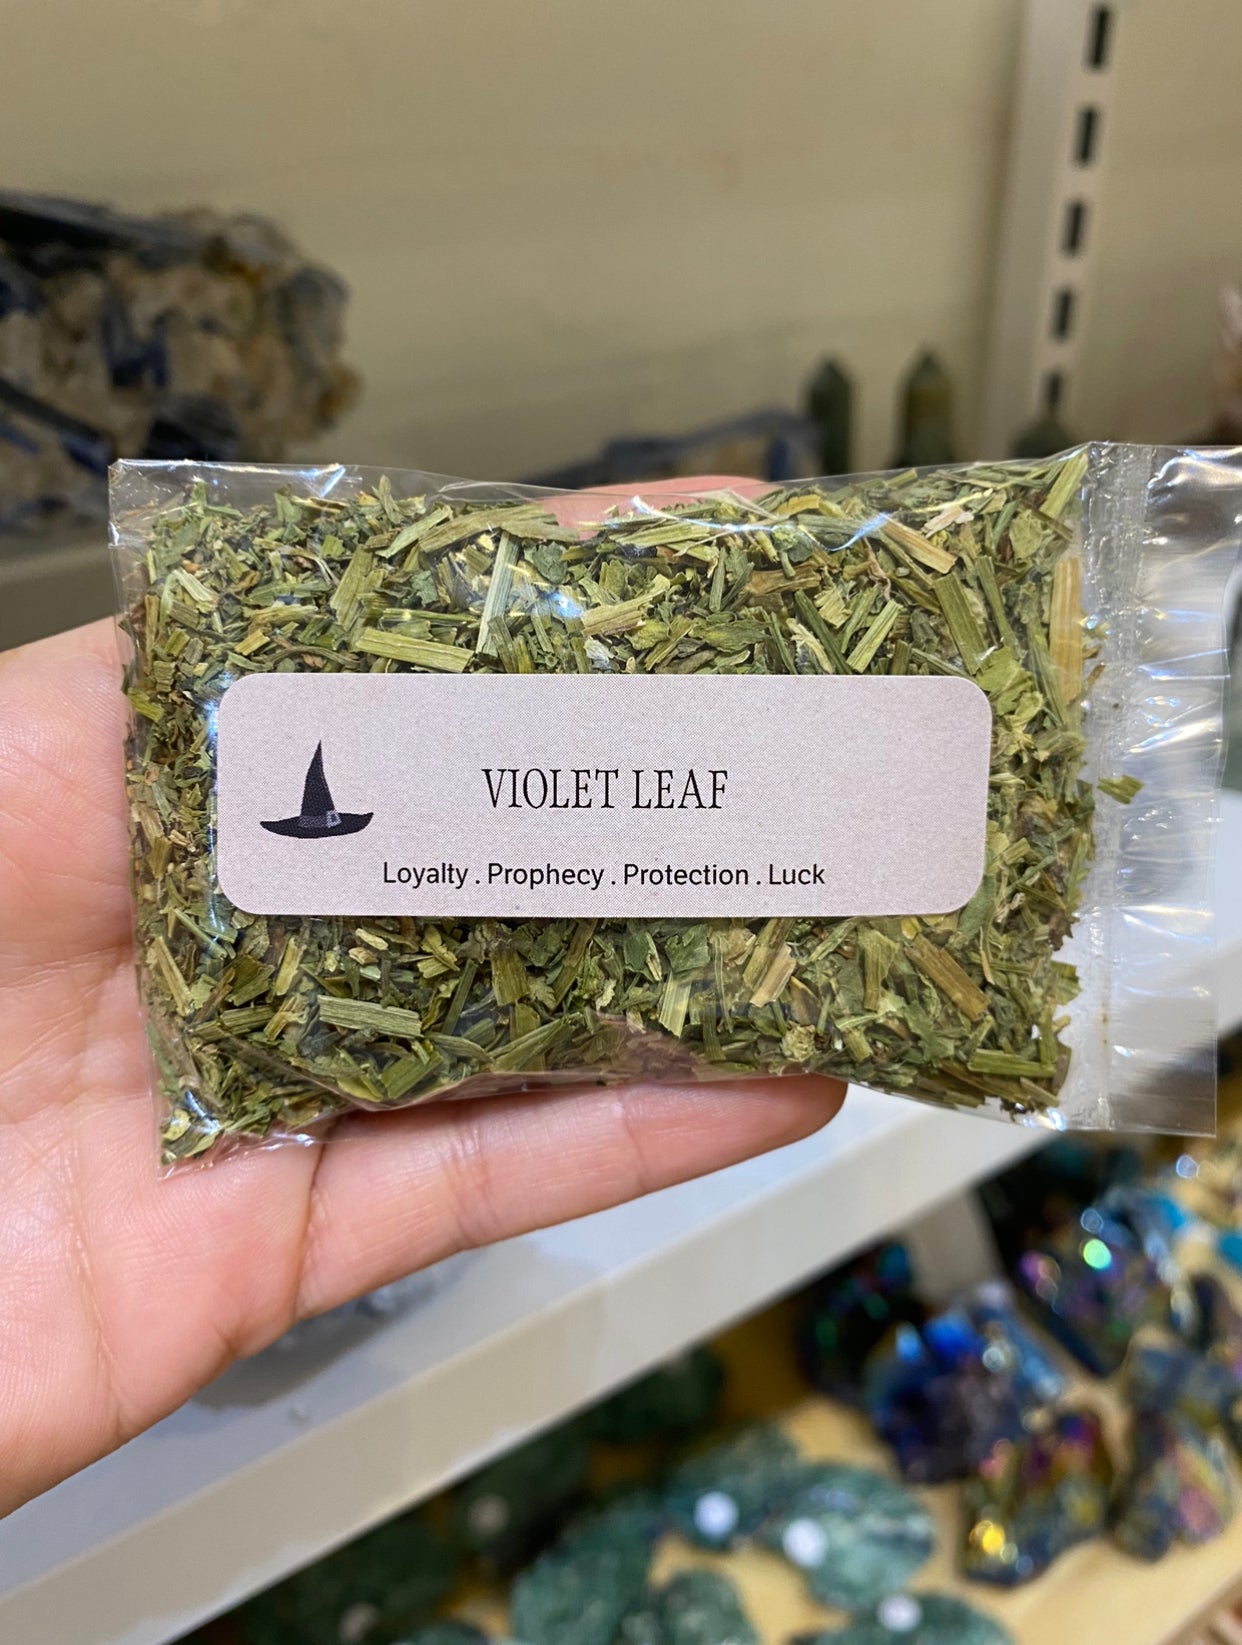 VIOLET LEAF
Loyalty . Prophecy . Protection . Luck